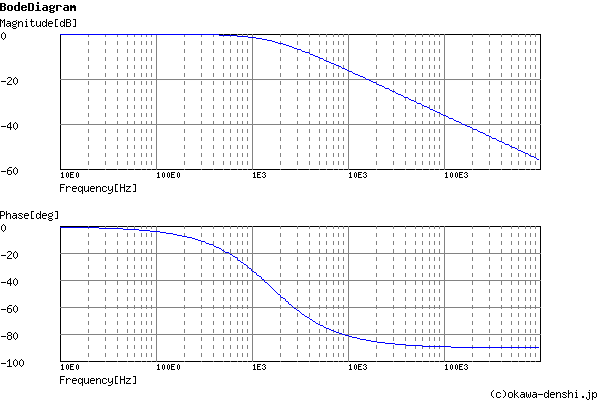 BodeDiagram
Magnitude[dB]
0
-20
-40
-60
10E0 100E0 1E3 10E3 100E3
Frequency[Hz]
Phase[deg]
0
-20
-40
-60
-80
-100
10E0 100E0 1E3 10E3 100E3
Frequency[Hz]
(c)okawa-denshi.jp